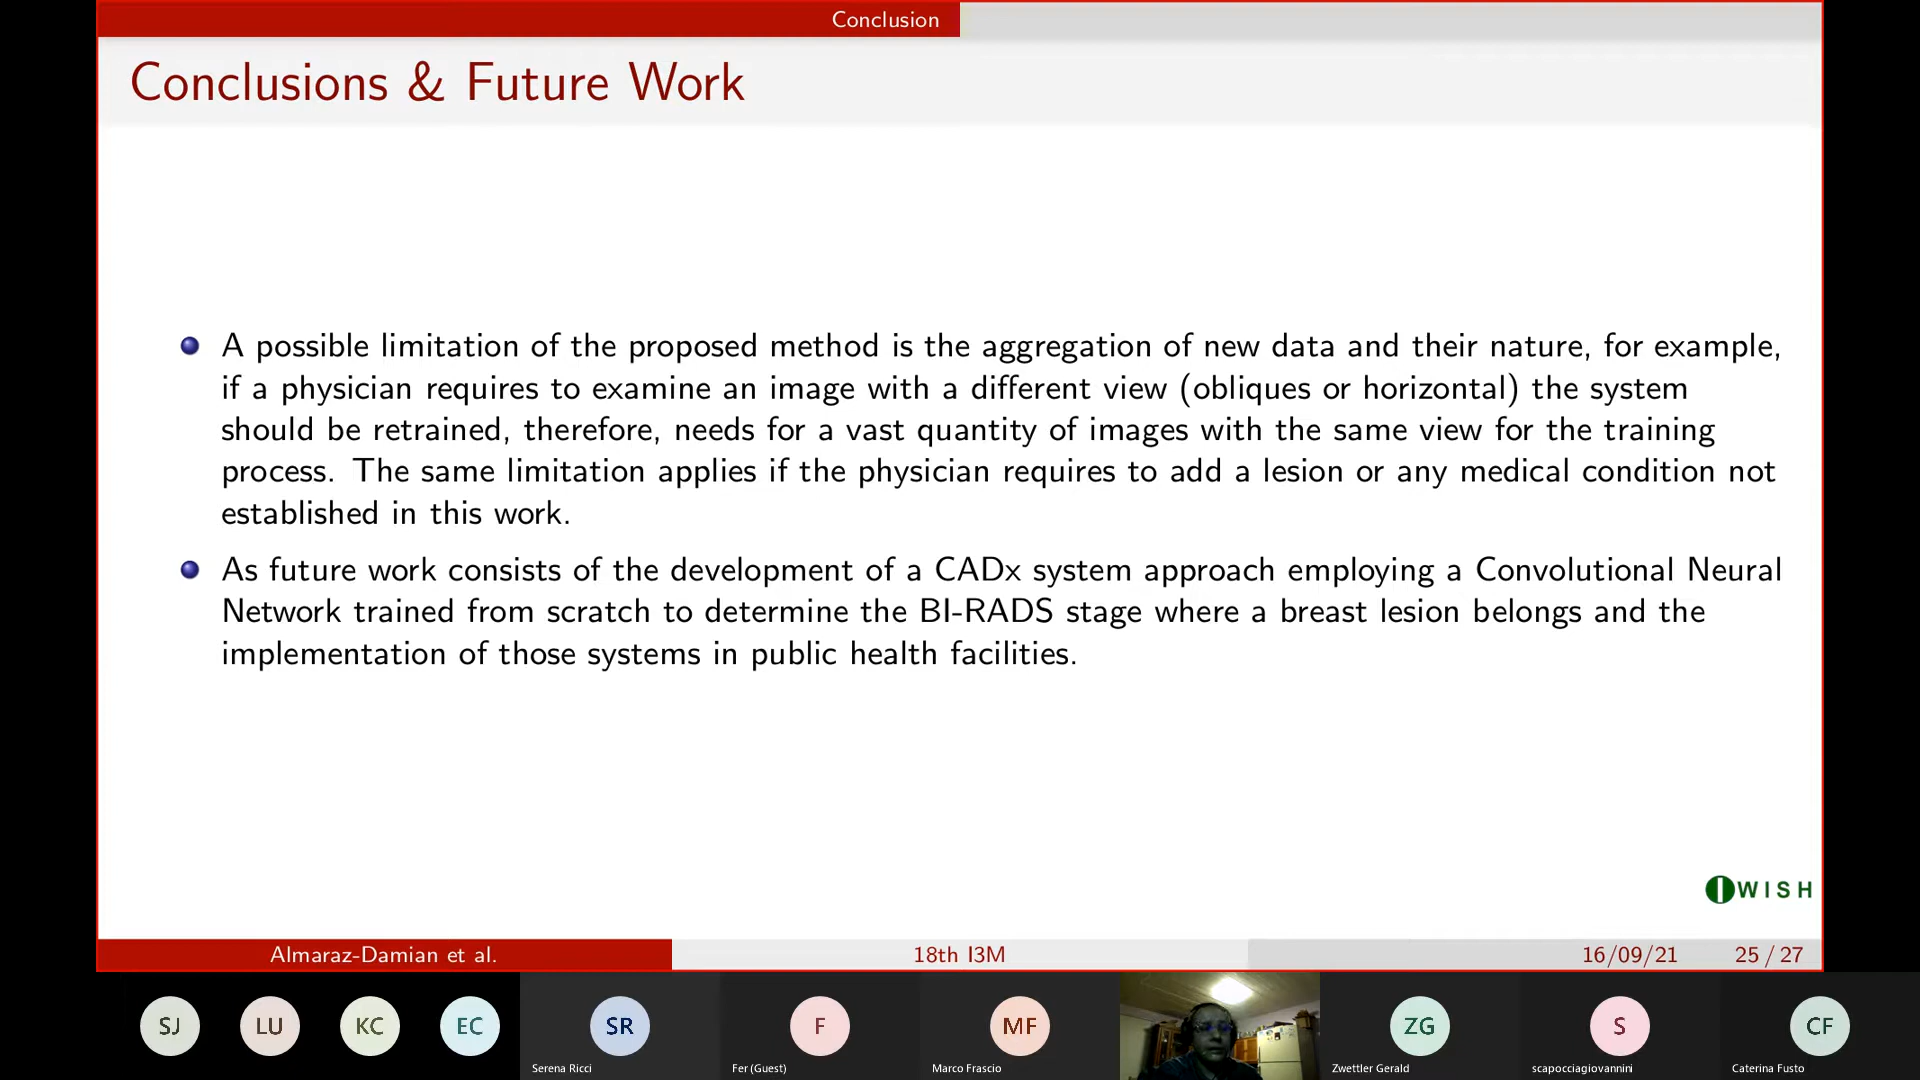 Conclusion
Conclusions & Future Work
A possible limitation of the proposed method is the aggregation of new data and their nature, for example,
if a physician requires to examine an image with a different view (obliques or horizontal) the system
should be retrained, therefore, needs for a vast quantity of images with the same view for the training
process. The same limitation applies if the physician requires to add a lesion or any medical condition not
established in this work.
As future work consists of the development of a CADx system approach employing a Convolutional Neural
Network trained from scratch to determine the BI-RADS stage where a breast lesion belongs and the
implementation of those systems in public health facilities.
WISH
Almaraz-Damian et al.
18th I3M
16/09/21
25 / 27
SJ
LU
KC
EC
SR
F
MF
ZG
S
CF
Serena Ricci
Fer (Guest)
Marco Frascio
Zwettler Gerald
scapocciagiovannini
Caterina Fusto